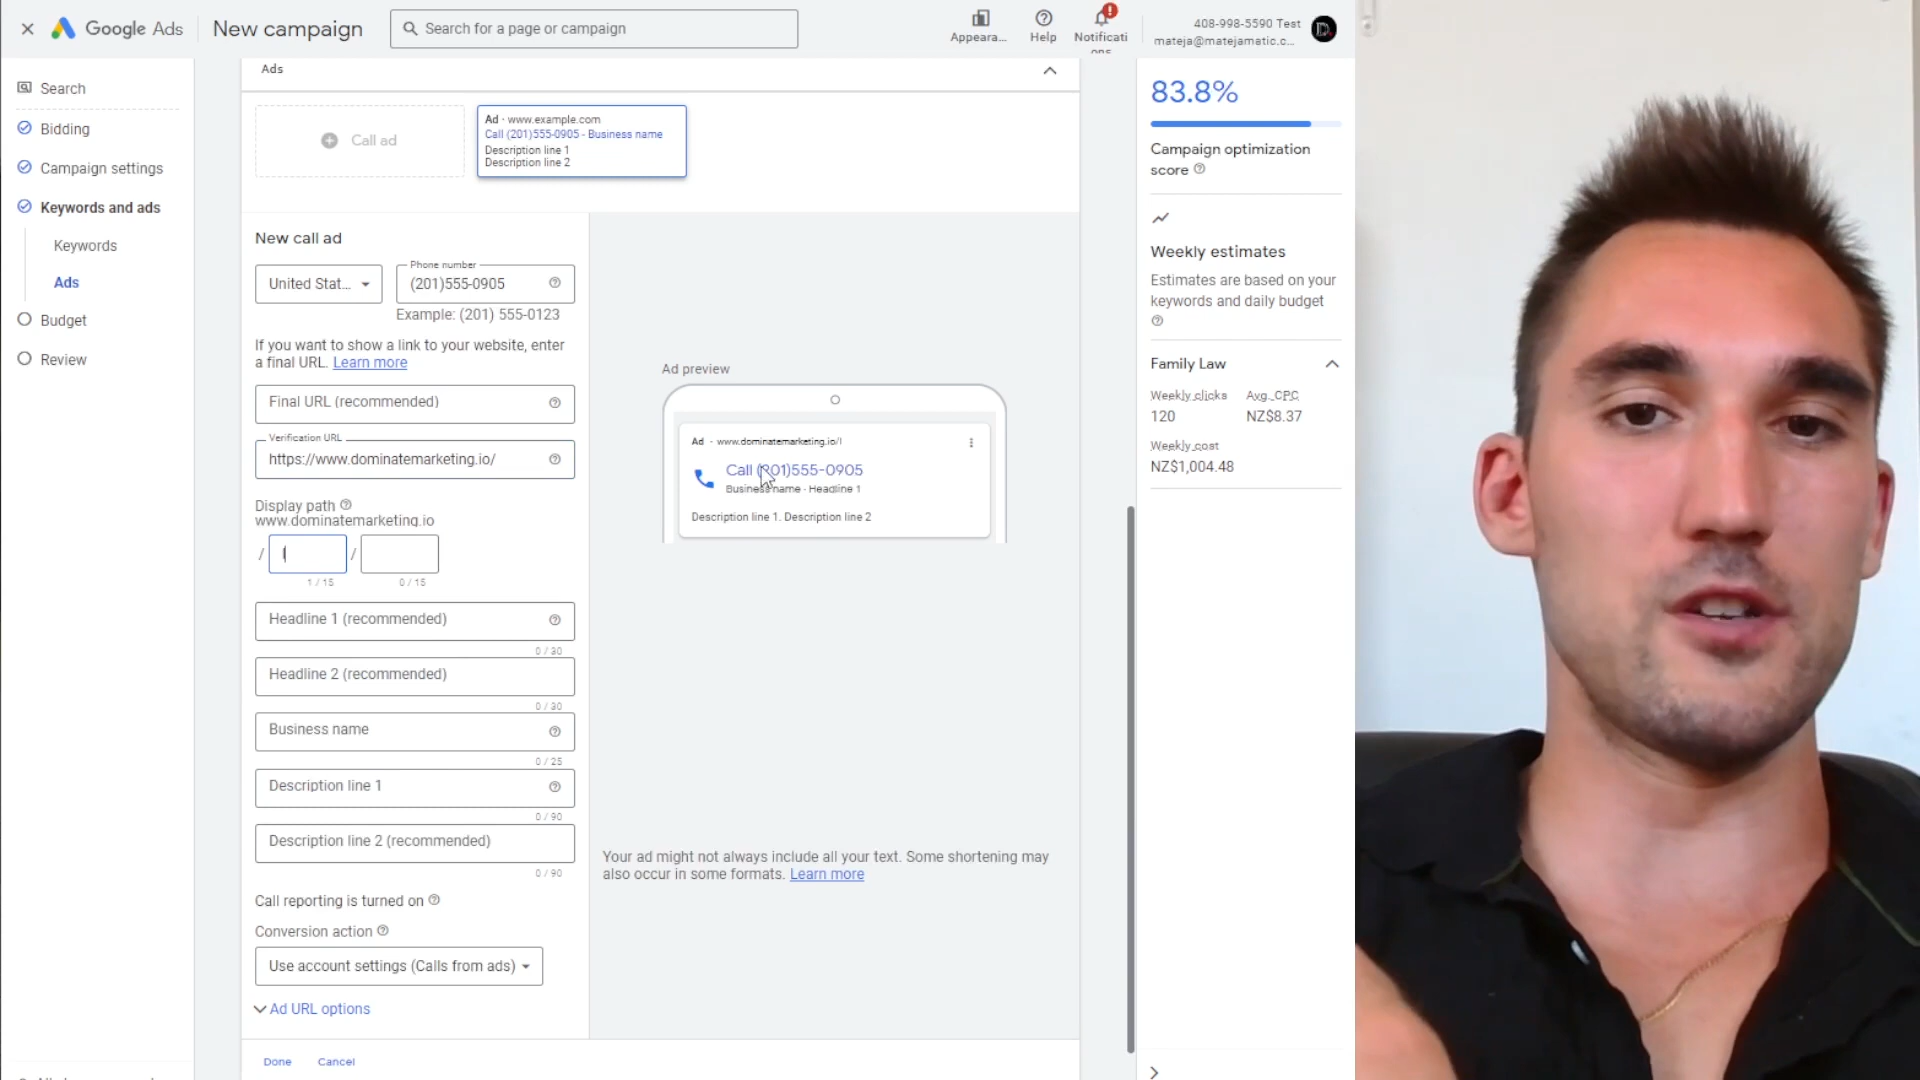 Google Ads
New campaign
Search for a page or campaign
Appeara...
Help
Notificati
ons
408-998-5590 Test
mateja@matejamatic.c...
Search
Bidding
Campaign settings
Keywords and ads
Keywords
Ads
Budget
Review
Ads
Call ad
Ad · www.example.com
Call (201)555-0905 - Business name
Description line 1
Description line 2
New call ad
United Stat...
Phone number
(201)555-0905
Example: (201) 555-0123
If you want to show a link to your website, enter
a final URL. Learn more
Final URL (recommended)
Verification URL
https://www.dominatemarketing.io/
Display path
www.dominatemarketing.io
/ l /
1 / 15
0 / 15
Headline 1 (recommended)
0 / 30
Headline 2 (recommended)
0 / 30
Business name
0 / 25
Description line 1
0 / 90
Description line 2 (recommended)
0 / 90
Call reporting is turned on
Conversion action
Use account settings (Calls from ads)
Ad URL options
Done
Cancel
Ad preview
Ad · www.dominatemarketing.io/l
Call (201)555-0905
Business name · Headline 1
Description line 1. Description line 2
Your ad might not always include all your text. Some shortening may
also occur in some formats. Learn more
83.8%
Campaign optimization
score
Weekly estimates
Estimates are based on your
keywords and daily budget
Family Law
Weekly clicks
Avg. CPC
120
NZ$8.37
Weekly cost
NZ$1,004.48